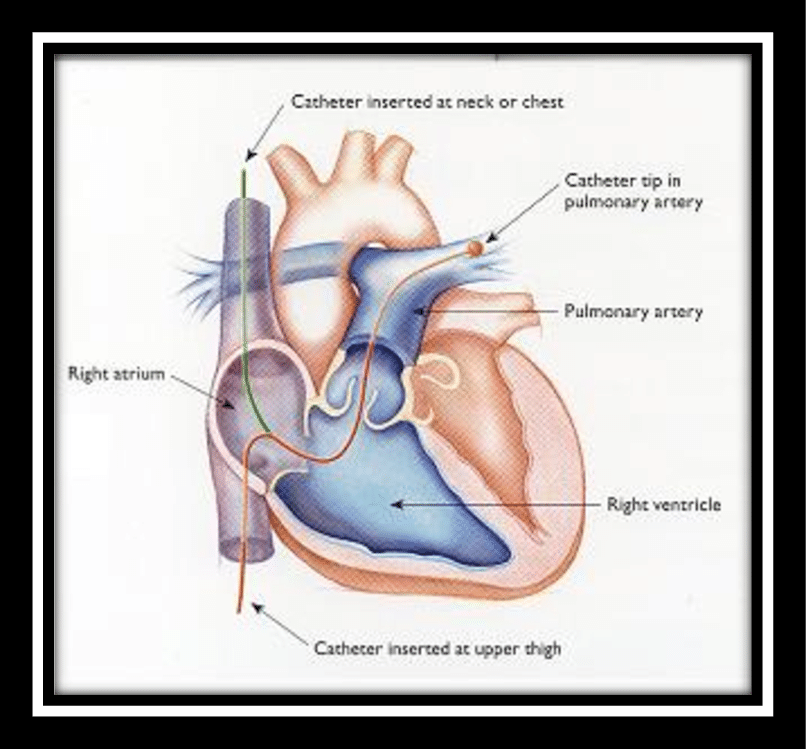 Catheter inserted at neck or chest
Catheter tip in
pulmonary artery
Pulmonary artery
Right atrium
Right ventricle
Catheter inserted at upper thigh